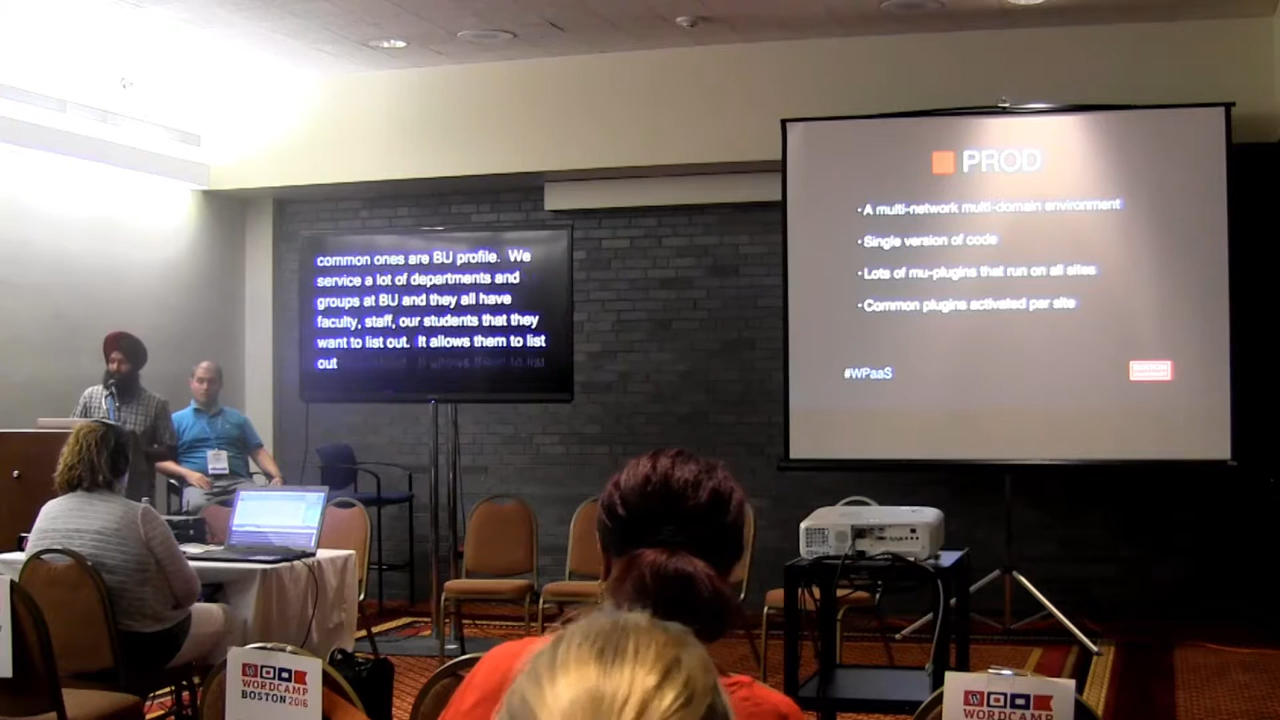 common ones are BU profile. We
service a lot of departments and
groups at BU and they all have
faculty, staff, our students that they
want to list out. It allows them to list
out
PROD
· A multi-network multi-domain environment
· Single version of code
· Lots of mu-plugins that run on all sites
· Common plugins activated par site
#WPaaS
BOSTON
WORDCAMP
BOSTON 2016
WORDCAMP